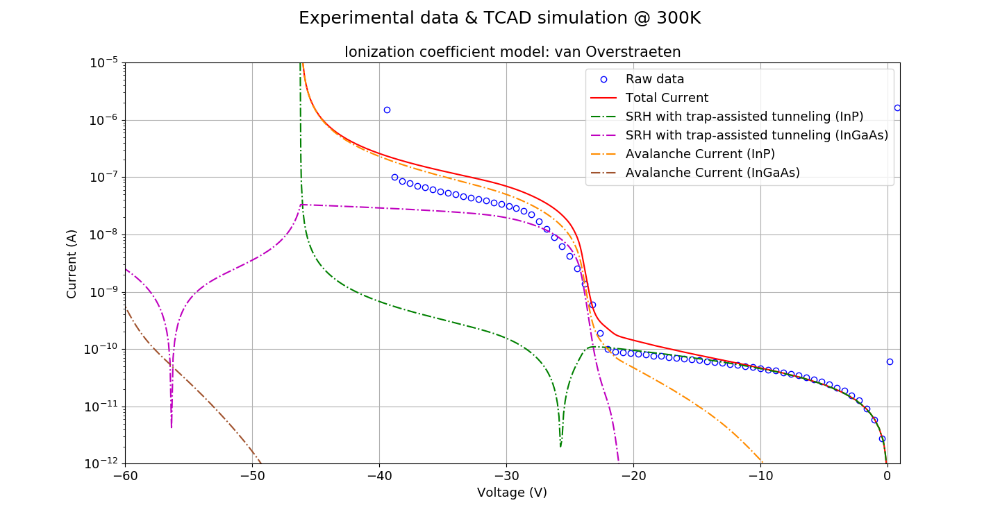 Experimental data & TCAD simulation @ 300K
Ionization coefficient model: van Overstraeten
Raw data
Total Current
SRH with trap-assisted tunneling (InP)
SRH with trap-assisted tunneling (InGaAs)
Avalanche Current (InP)
Avalanche Current (InGaAs)
Current (A)
10⁻⁵
10⁻⁶
10⁻⁷
10⁻⁸
10⁻⁹
10⁻¹⁰
10⁻¹¹
10⁻¹²
−60 −50 −40 −30 −20 −10 0
Voltage (V)